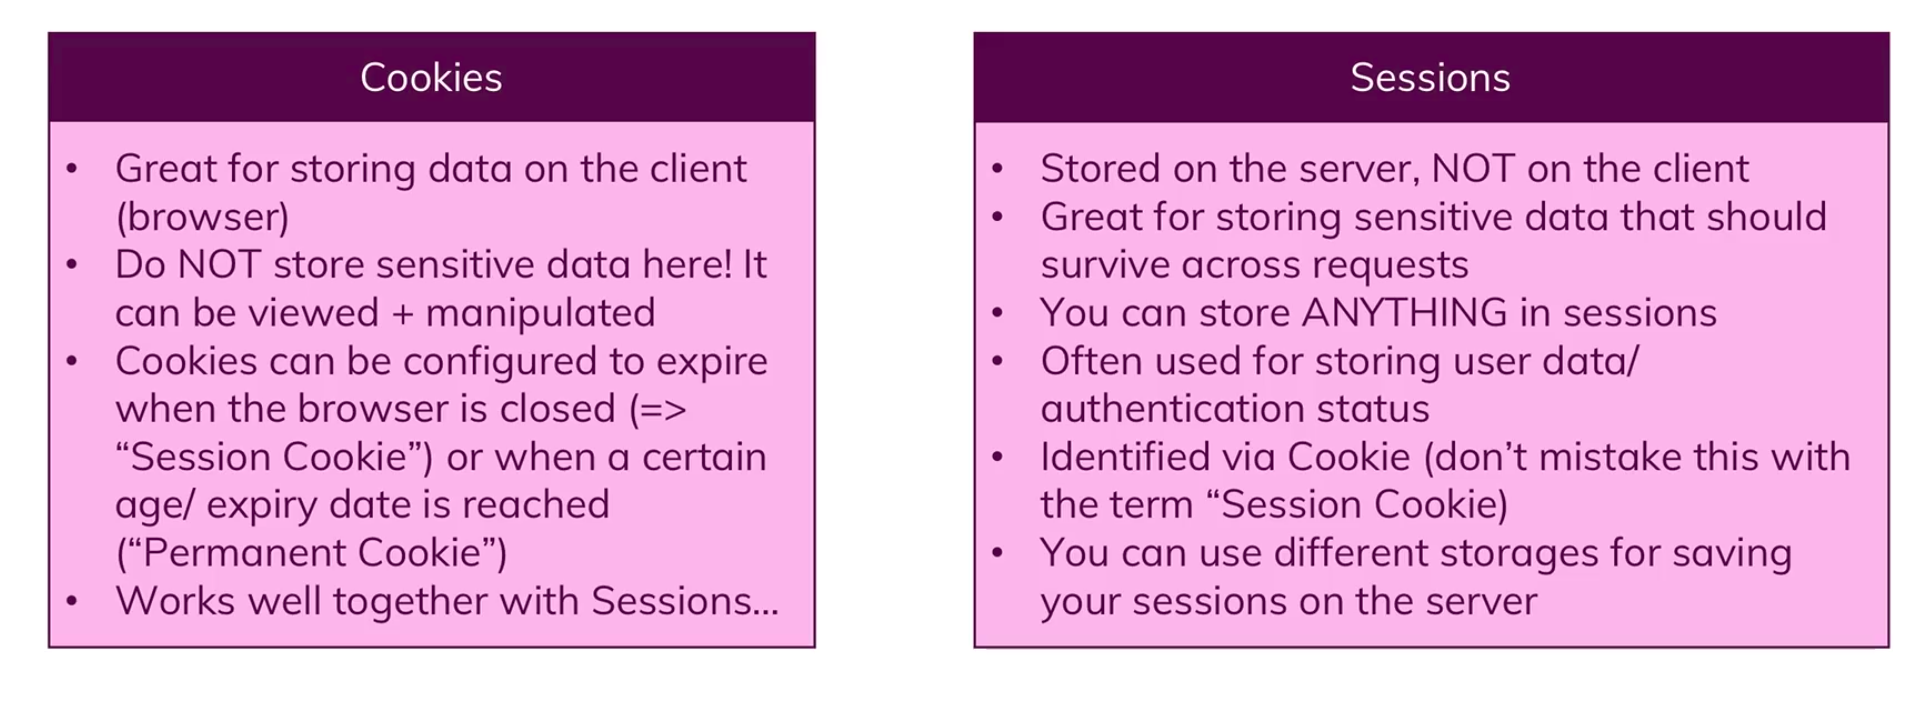 Cookies
• Great for storing data on the client
(browser)
• Do NOT store sensitive data here! It
can be viewed + manipulated
• Cookies can be configured to expire
when the browser is closed (=>
“Session Cookie”) or when a certain
age/ expiry date is reached
(“Permanent Cookie”)
• Works well together with Sessions…
Sessions
• Stored on the server, NOT on the client
• Great for storing sensitive data that should
survive across requests
• You can store ANYTHING in sessions
• Often used for storing user data/
authentication status
• Identified via Cookie (don’t mistake this with
the term “Session Cookie)
• You can use different storages for saving
your sessions on the server